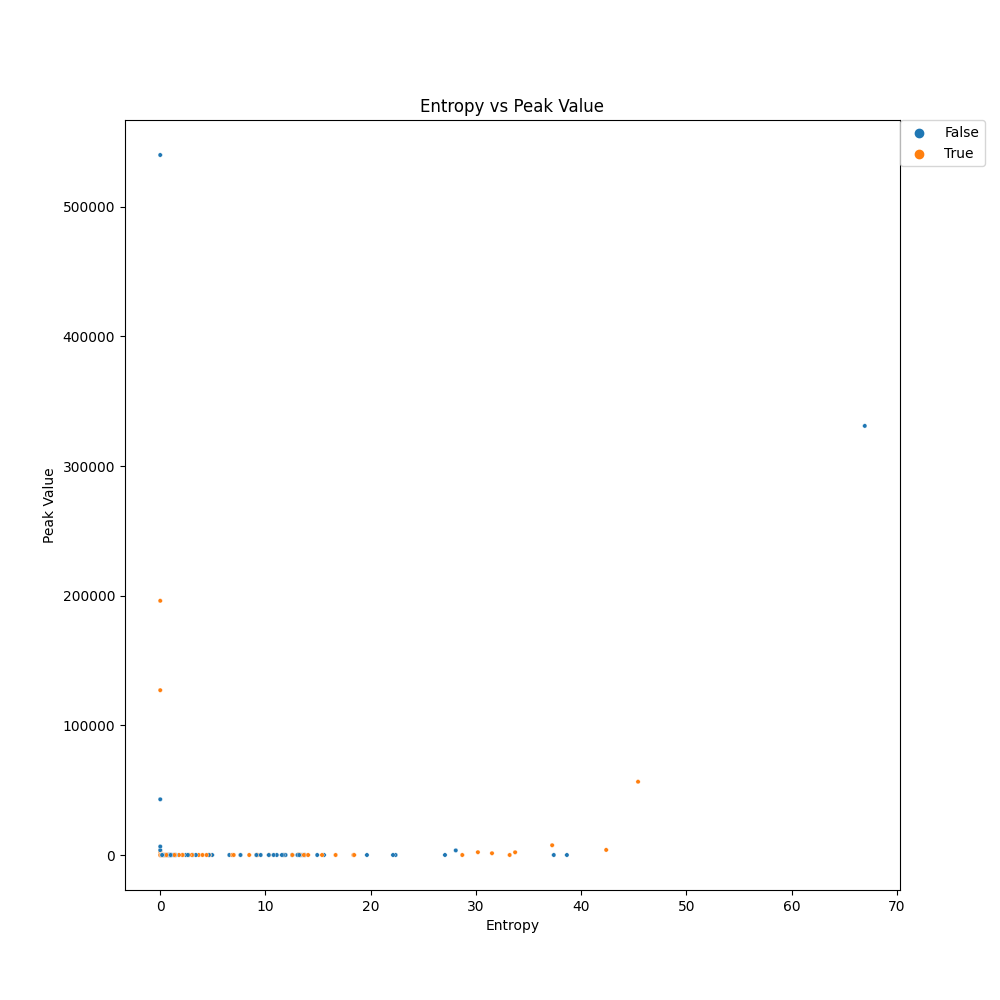 Entropy vs Peak Value
False
True
500000
400000
300000
200000
100000
0
Peak Value
0 10 20 30 40 50 60 70
Entropy